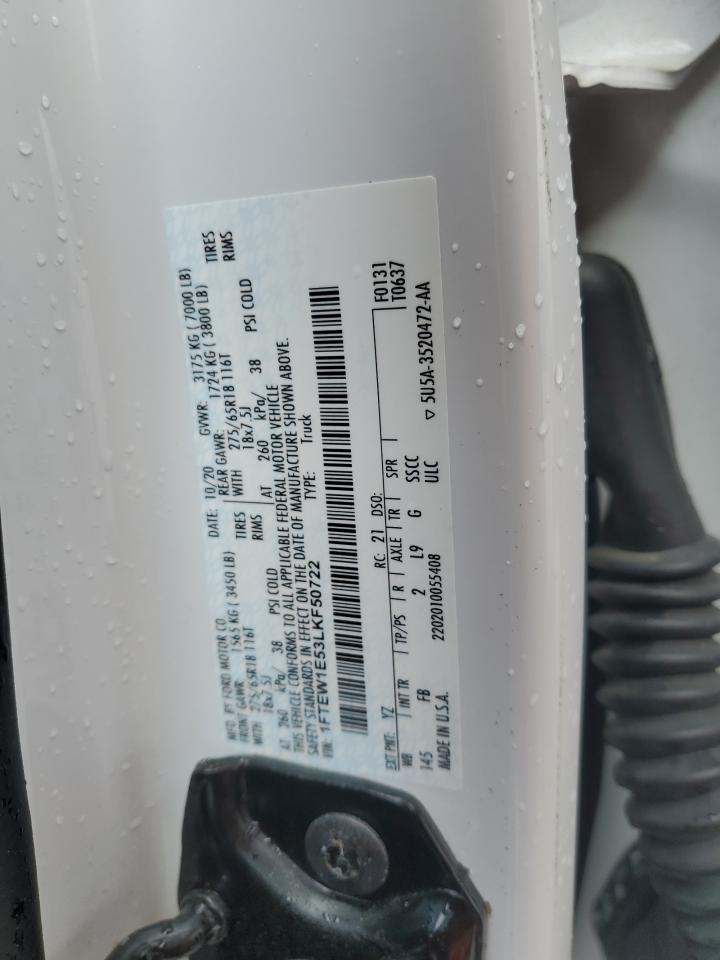 MFD. BY FORD MOTOR CO. DATE: 10/20 GVWR: 3175 KG ( 7000 LB)
FRONT GAWR: 1565 KG ( 3450 LB) REAR GAWR: 1724 KG ( 3800 LB)
WITH 275/65R18 116T TIRES WITH 275/65R18 116T TIRES
18x7.5J RIMS 18x7.5J RIMS
AT 260 kPa/ 38 PSI COLD AT 260 kPa/ 38 PSI COLD
THIS VEHICLE CONFORMS TO ALL APPLICABLE FEDERAL MOTOR VEHICLE
SAFETY STANDARDS IN EFFECT ON THE DATE OF MANUFACTURE SHOWN ABOVE.
VIN: 1FTEW1E53LKF50722 TYPE: Truck
EXT PNT: YZ RC: 21 DSO: F0131
WB INT TR TP/PS R AXLE TR SPR T0637
145 FB 2 L9 G SSCC
MADE IN U.S.A. 2202010055408 ULC ▽ 5U5A-3520472-AA